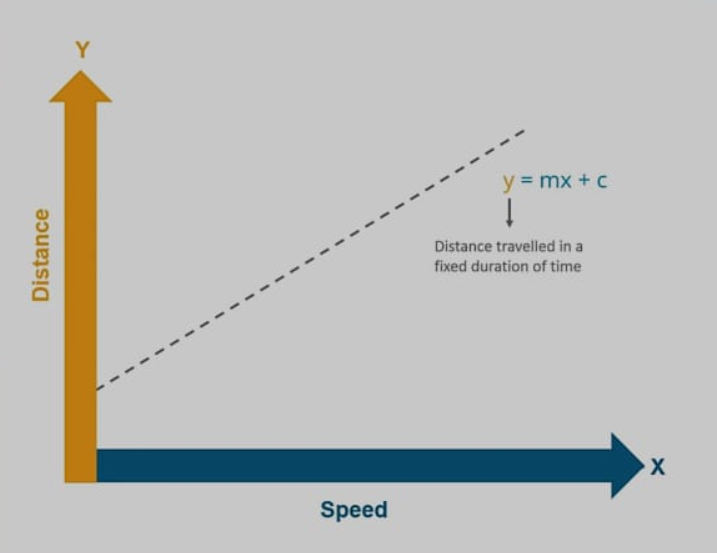 Y
Distance
y = mx + c
Distance travelled in a
fixed duration of time
X
Speed